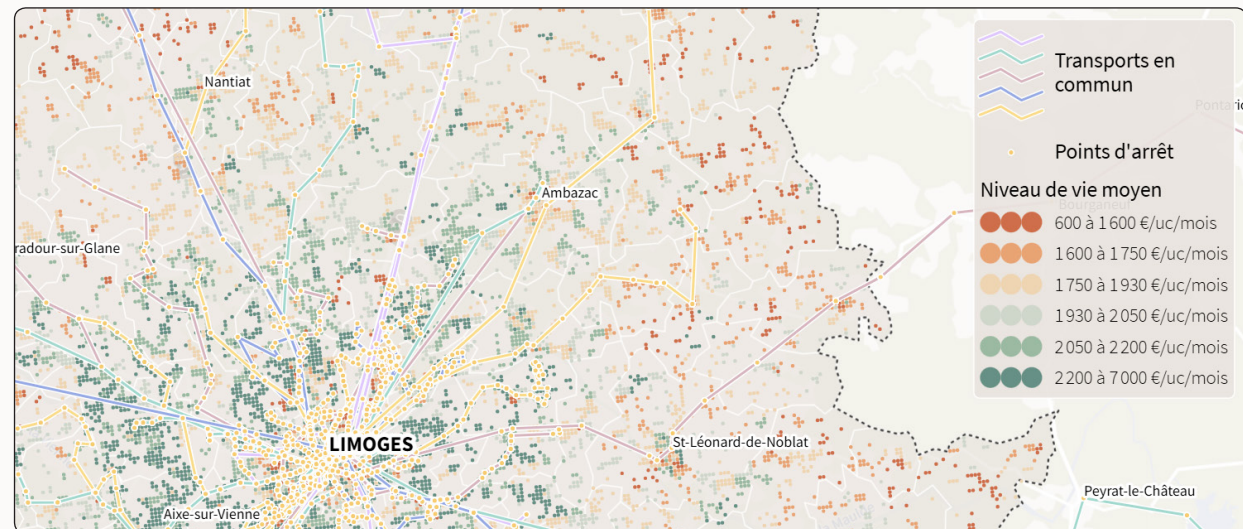 Nantiat
Ambazac
radour-sur-Glane
LIMOGES
St-Léonard-de-Noblat
Aixe-sur-Vienne
Peyrat-le-Château
Transports en
commun
Pontario
Points d'arrêt
Niveau de vie moyen
Bourganeuf
600 à 1 600 €/uc/mois
1 600 à 1 750 €/uc/mois
1 750 à 1 930 €/uc/mois
1 930 à 2 050 €/uc/mois
2 050 à 2 200 €/uc/mois
2 200 à 7 000 €/uc/mois